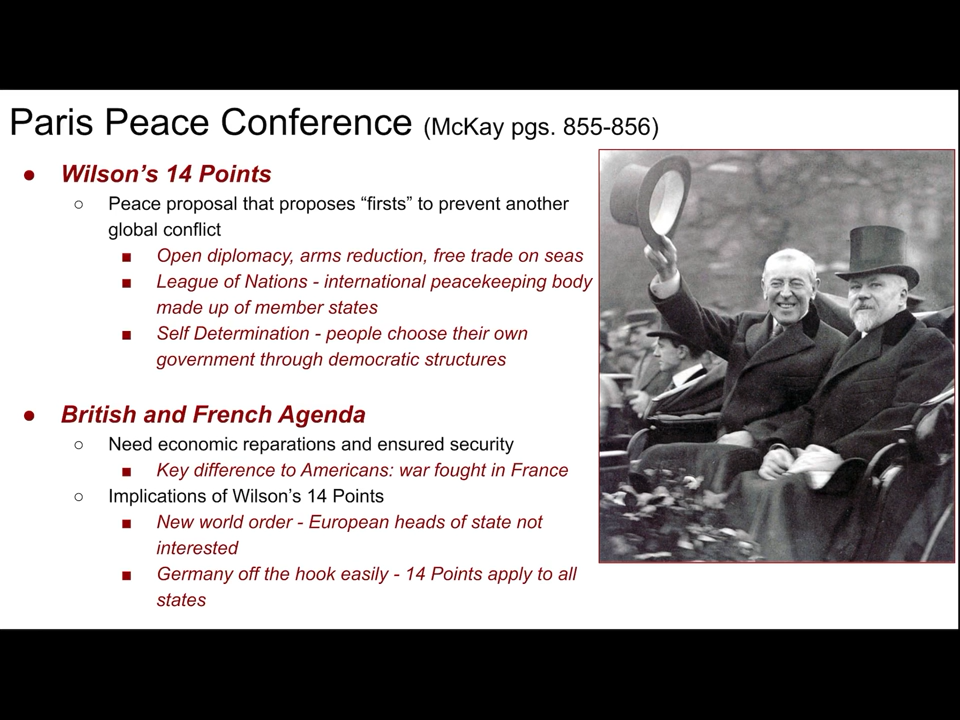 Paris Peace Conference (McKay pgs. 855-856)
● Wilson's 14 Points
○ Peace proposal that proposes “firsts” to prevent another
global conflict
■ Open diplomacy, arms reduction, free trade on seas
■ League of Nations - international peacekeeping body
made up of member states
■ Self Determination - people choose their own
government through democratic structures
● British and French Agenda
○ Need economic reparations and ensured security
■ Key difference to Americans: war fought in France
○ Implications of Wilson's 14 Points
■ New world order - European heads of state not
interested
■ Germany off the hook easily - 14 Points apply to all
states